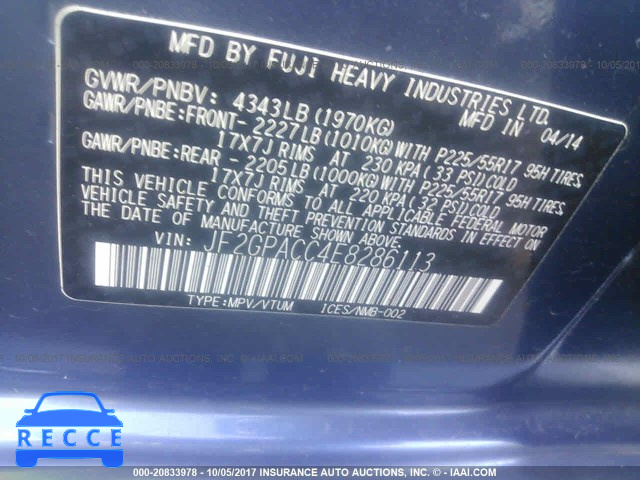 MFD BY FUJI HEAVY INDUSTRIES LTD.
GVWR/PNBV: 4343LB (1970KG) MFD IN 04/14
GAWR/PNBE:FRONT- 2227LB (1010KG) WITH P225/55R17 95H TIRES,
17X7J RIMS AT 230 KPA ( 33 PSI) COLD
GAWR/PNBE:REAR - 2205LB (1000KG) WITH P225/55R17 95H TIRES,
17X7J RIMS AT 220 KPA ( 32 PSI) COLD
THIS VEHICLE CONFORMS TO ALL APPLICABLE FEDERAL MOTOR
VEHICLE SAFETY AND THEFT PREVENTION STANDARDS IN EFFECT ON
THE DATE OF MANUFACTURE SHOWN ABOVE.
VIN: JF2GPACC4E8286113
TYPE:MPV/VTUM ICES/NMB-002
RECCE
000-20833978 - 10/05/2017 INSURANCE AUTO AUCTIONS, INC. - © - IAAI.COM